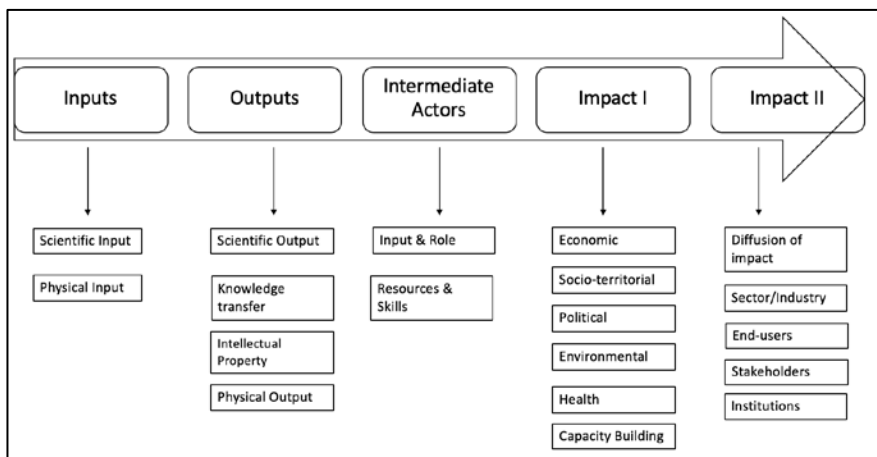 Inputs
Outputs
Intermediate
Actors
Impact I
Impact II
Scientific Input
Physical Input
Scientific Output
Knowledge
transfer
Intellectual
Property
Physical Output
Input & Role
Resources &
Skills
Economic
Socio-territorial
Political
Environmental
Health
Capacity Building
Diffusion of
impact
Sector/Industry
End-users
Stakeholders
Institutions